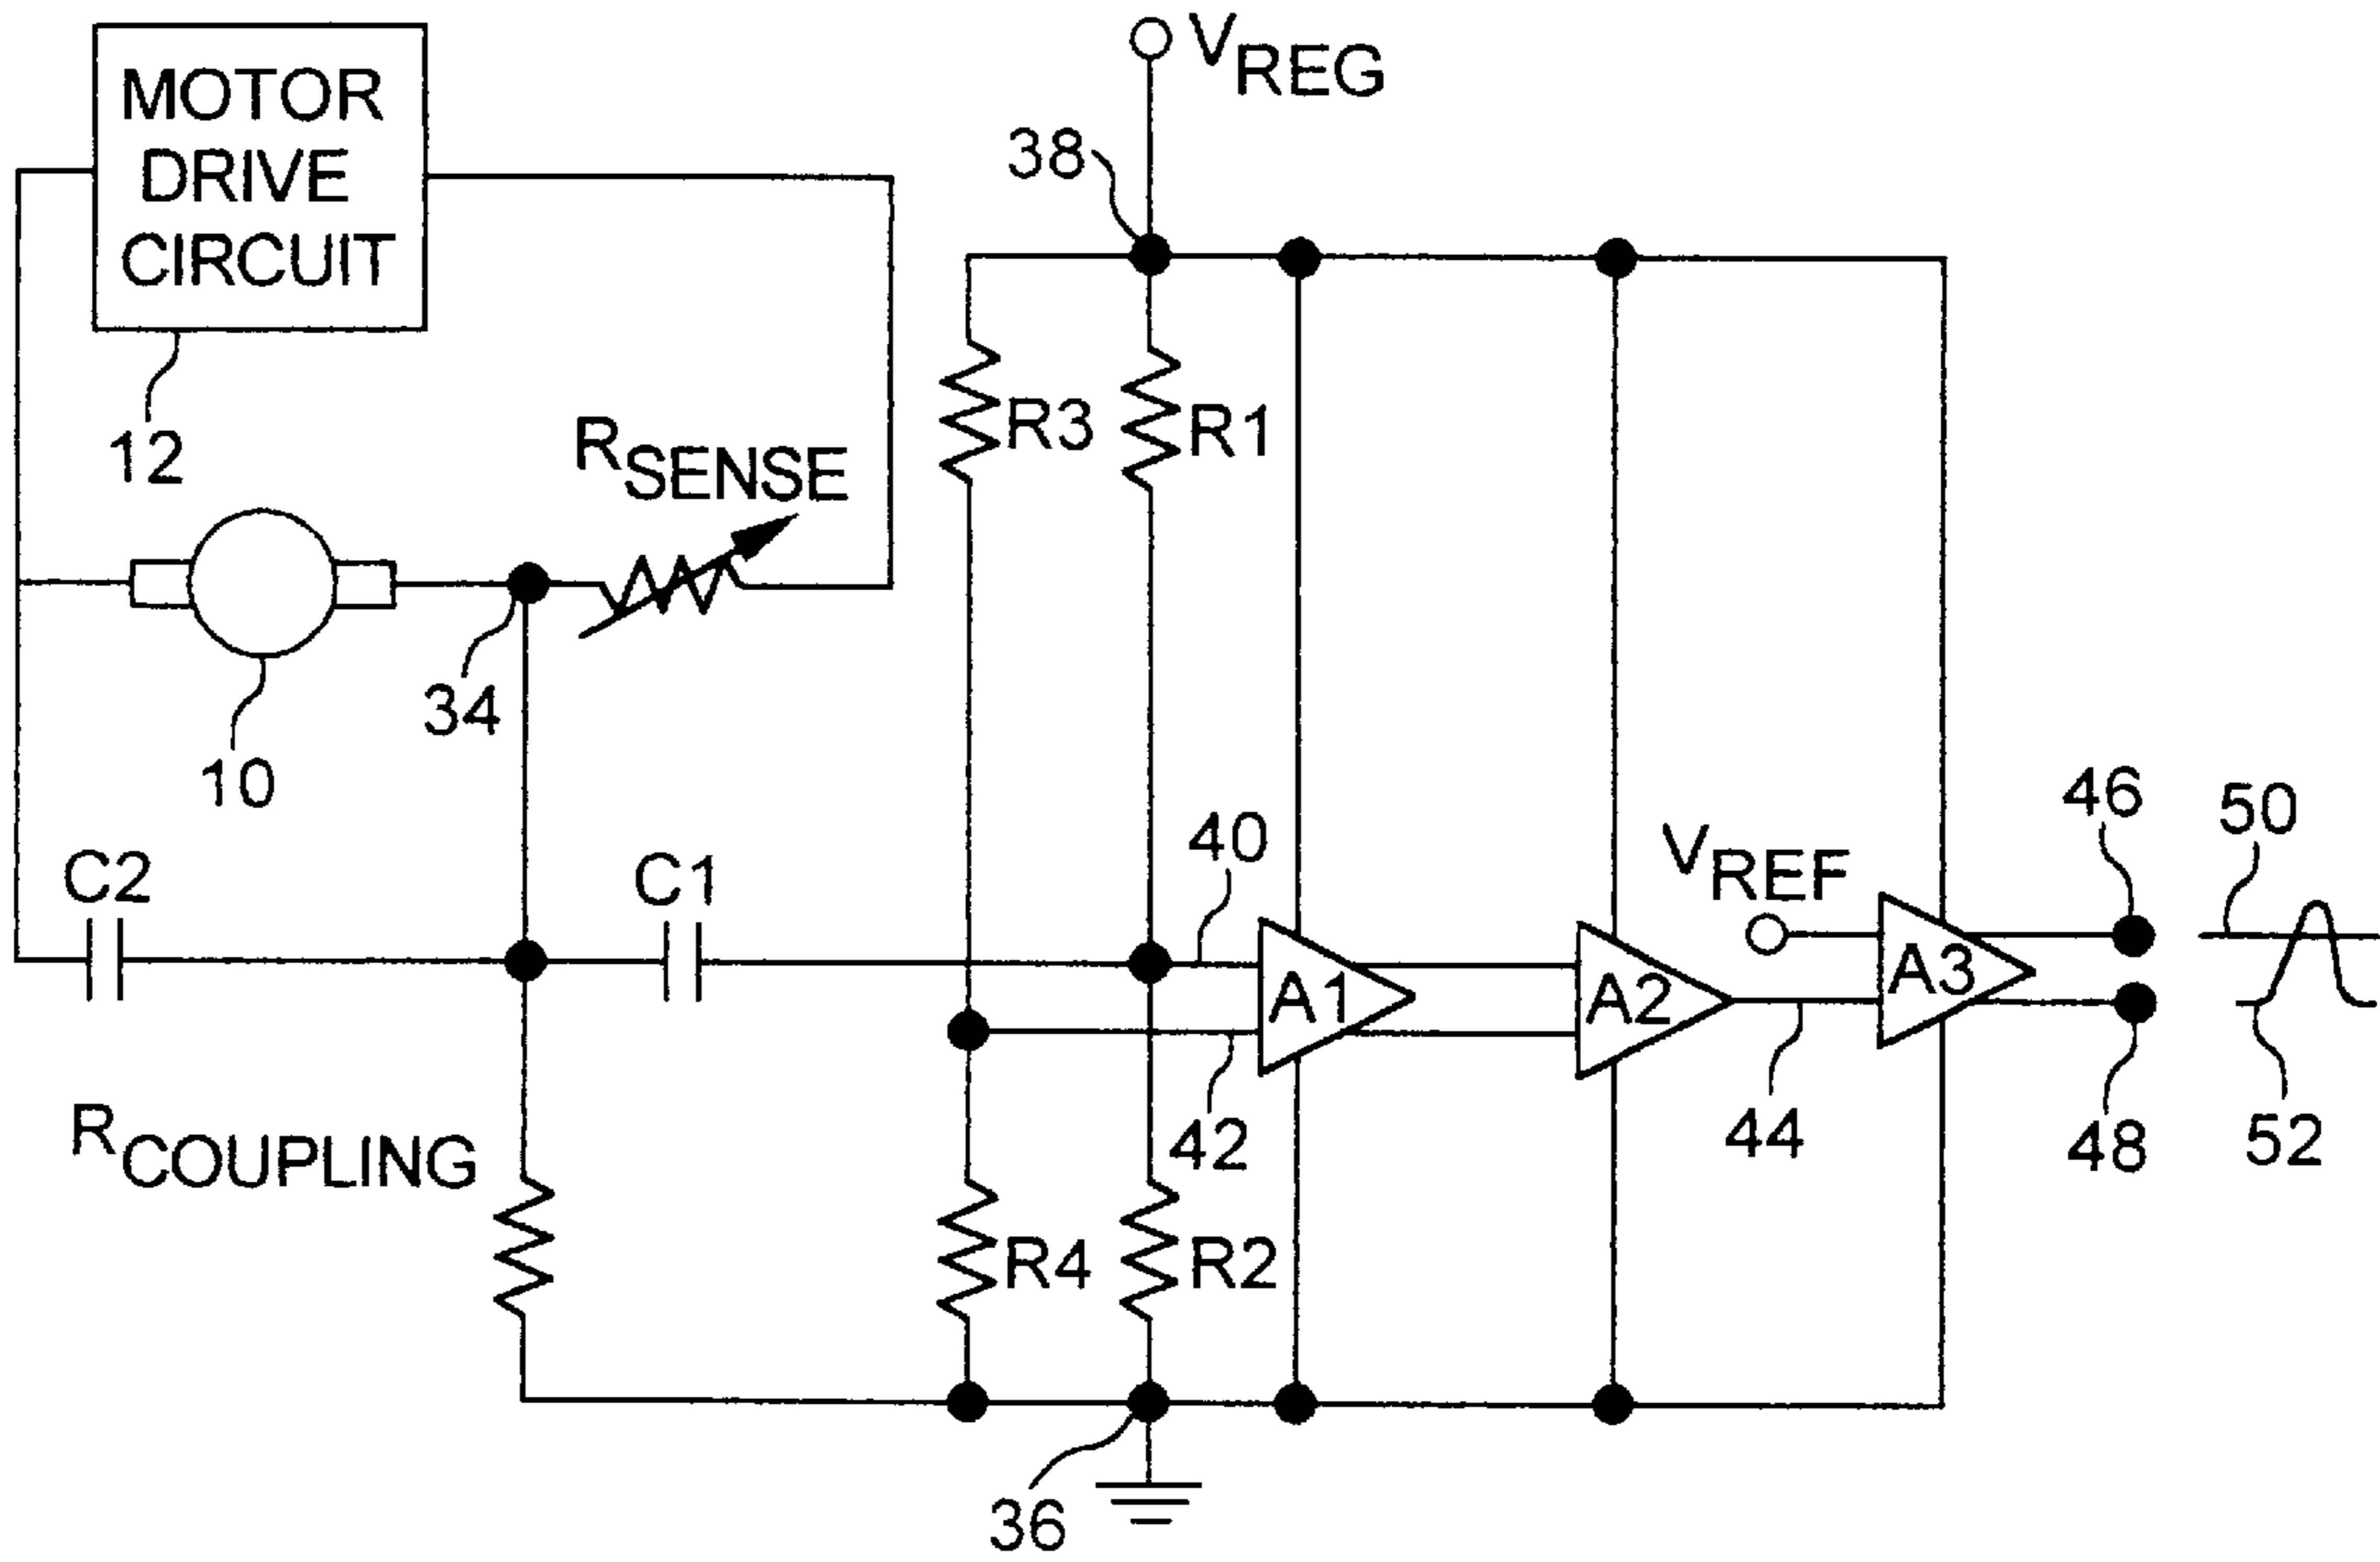 MOTOR
DRIVE
CIRCUIT
VREG
38
12
RSENSE
R3
R1
34
10
C2
C1
40
VREF
46
50
A1
A2
A3
42
44
48
52
RCOUPLING
R4
R2
36